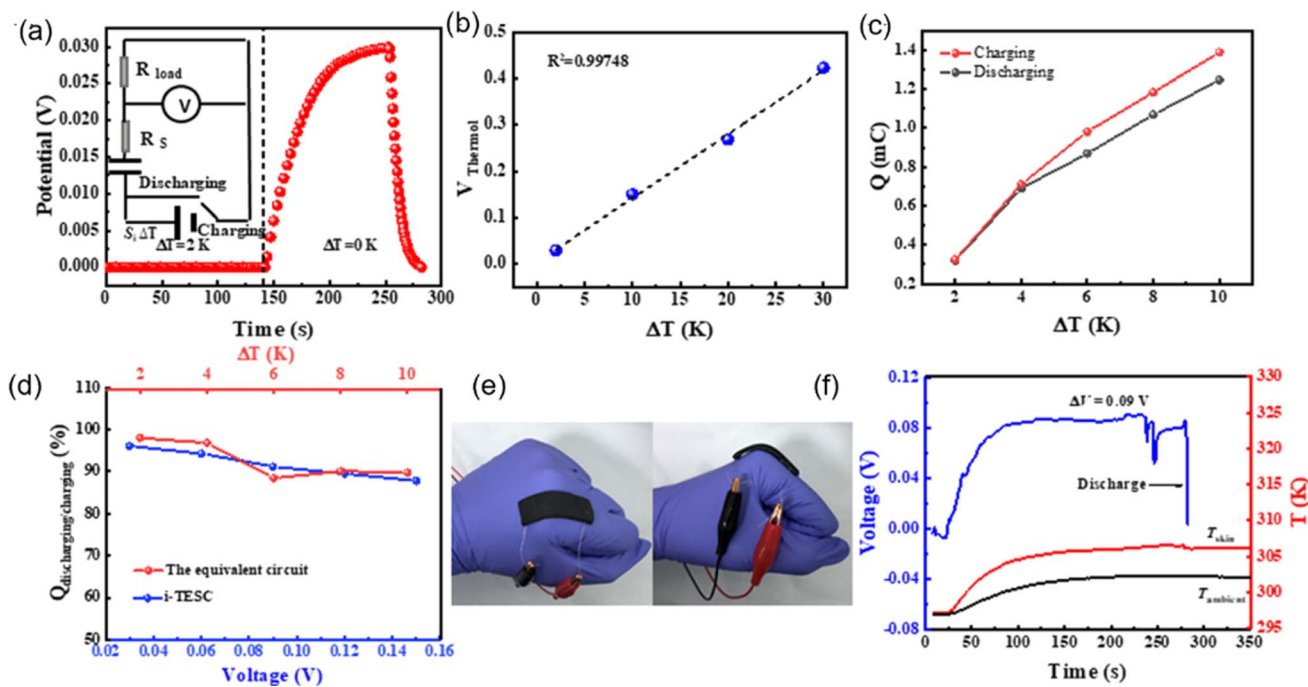 (a)
Potential (V)
0.030
0.025
0.020
0.015
0.010
0.005
0.000
R load
V
R S
Discharging
Charging
Si ΔT
ΔT=2 K
ΔT=0 K
0 50 100 150 200 250 300
Time (s)
(b)
V Thermol
R²=0.99748
0.4
0.3
0.2
0.1
0.0
0 5 10 15 20 25 30
ΔT (K)
(c)
Q (mC)
Charging
Discharging
1.4
1.2
1.0
0.8
0.6
0.4
0.2
2 4 6 8 10
ΔT (K)
(d)
ΔT (K)
2 4 6 8 10
Qdischarging/charging (%)
110
100
90
80
70
60
50
The equivalent circuit
i-TESC
0.02 0.04 0.06 0.08 0.10 0.12 0.14 0.16
Voltage (V)
(e)
(f)
Voltage (V)
0.12
0.08
0.04
0.00
-0.04
-0.08
ΔV = 0.09 V
Discharge
Tskin
Tambient
330
325
320
315
310
305
300
295
T (K)
0 50 100 150 200 250 300 350
Time (s)